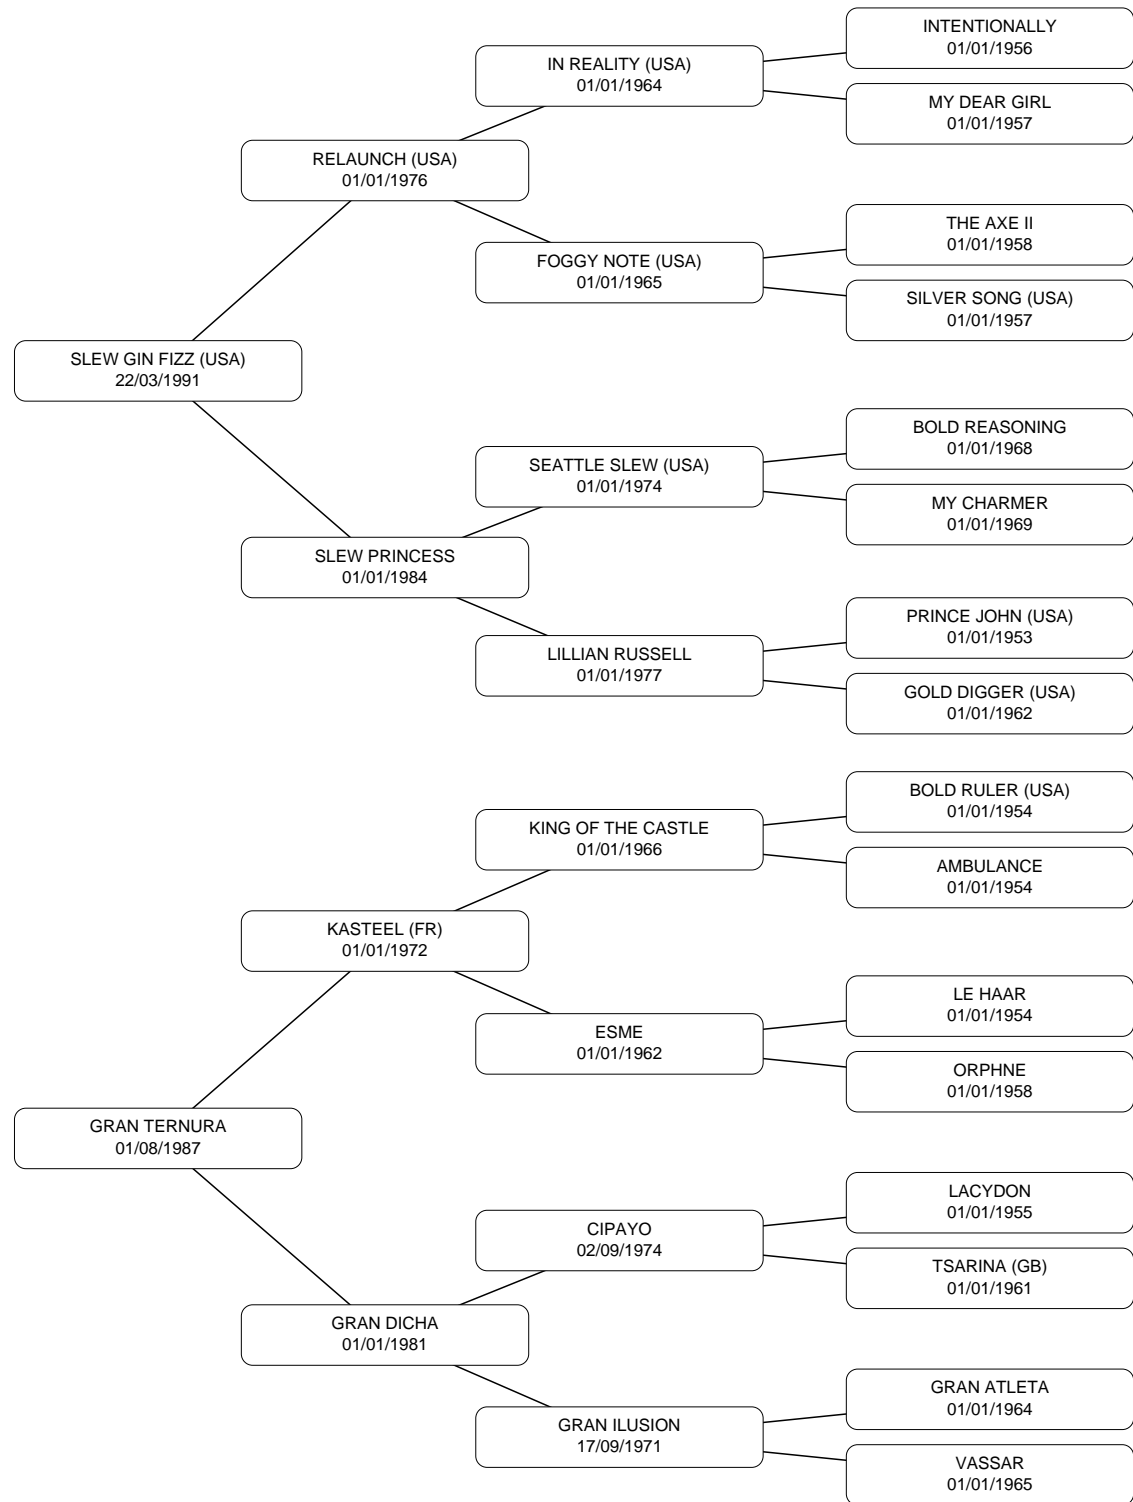 INTENTIONALLY
01/01/1956
IN REALITY (USA)
01/01/1964
MY DEAR GIRL
01/01/1957
RELAUNCH (USA)
01/01/1976
THE AXE II
01/01/1958
FOGGY NOTE (USA)
01/01/1965
SILVER SONG (USA)
01/01/1957
SLEW GIN FIZZ (USA)
22/03/1991
BOLD REASONING
01/01/1968
SEATTLE SLEW (USA)
01/01/1974
MY CHARMER
01/01/1969
SLEW PRINCESS
01/01/1984
PRINCE JOHN (USA)
01/01/1953
LILLIAN RUSSELL
01/01/1977
GOLD DIGGER (USA)
01/01/1962
BOLD RULER (USA)
01/01/1954
KING OF THE CASTLE
01/01/1966
AMBULANCE
01/01/1954
KASTEEL (FR)
01/01/1972
LE HAAR
01/01/1954
ESME
01/01/1962
ORPHNE
01/01/1958
GRAN TERNURA
01/08/1987
LACYDON
01/01/1955
CIPAYO
02/09/1974
TSARINA (GB)
01/01/1961
GRAN DICHA
01/01/1981
GRAN ATLETA
01/01/1964
GRAN ILUSION
17/09/1971
VASSAR
01/01/1965